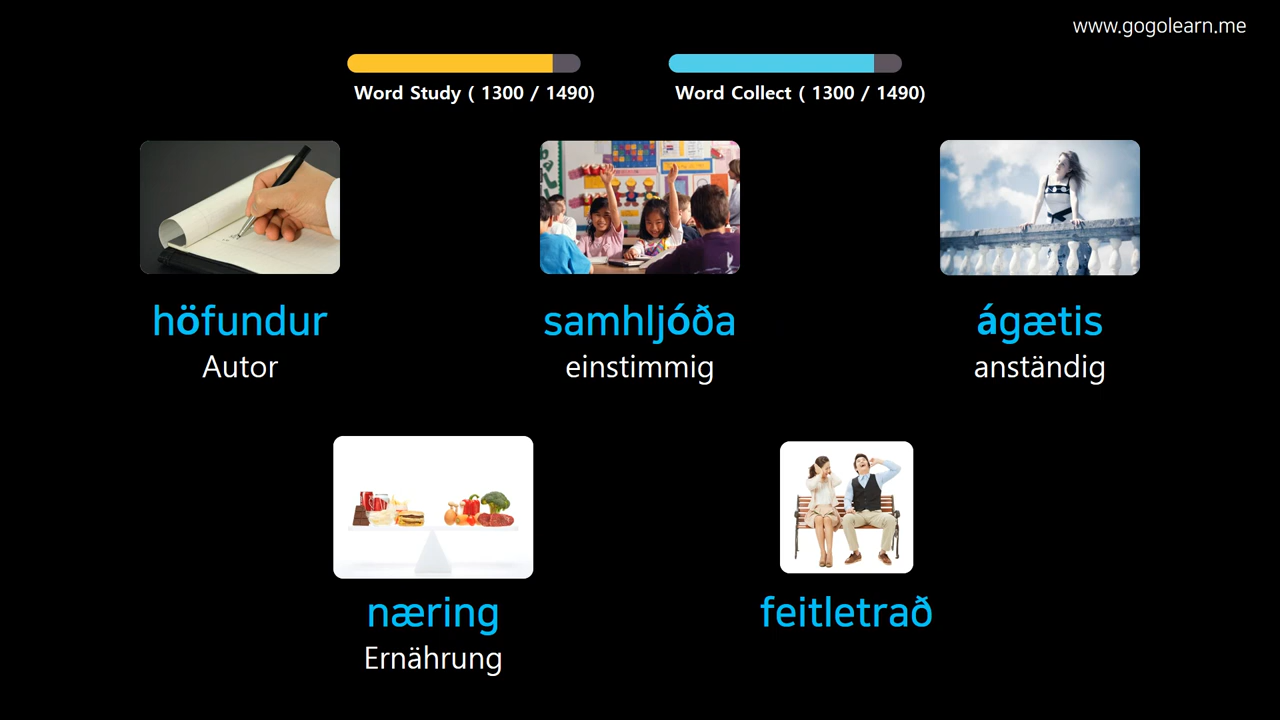 www.gogolearn.me
Word Study ( 1300 / 1490)
Word Collect ( 1300 / 1490)
höfundur
Autor
samhljóða
einstimmig
ágætis
anständig
næring
Ernährung
feitletrað